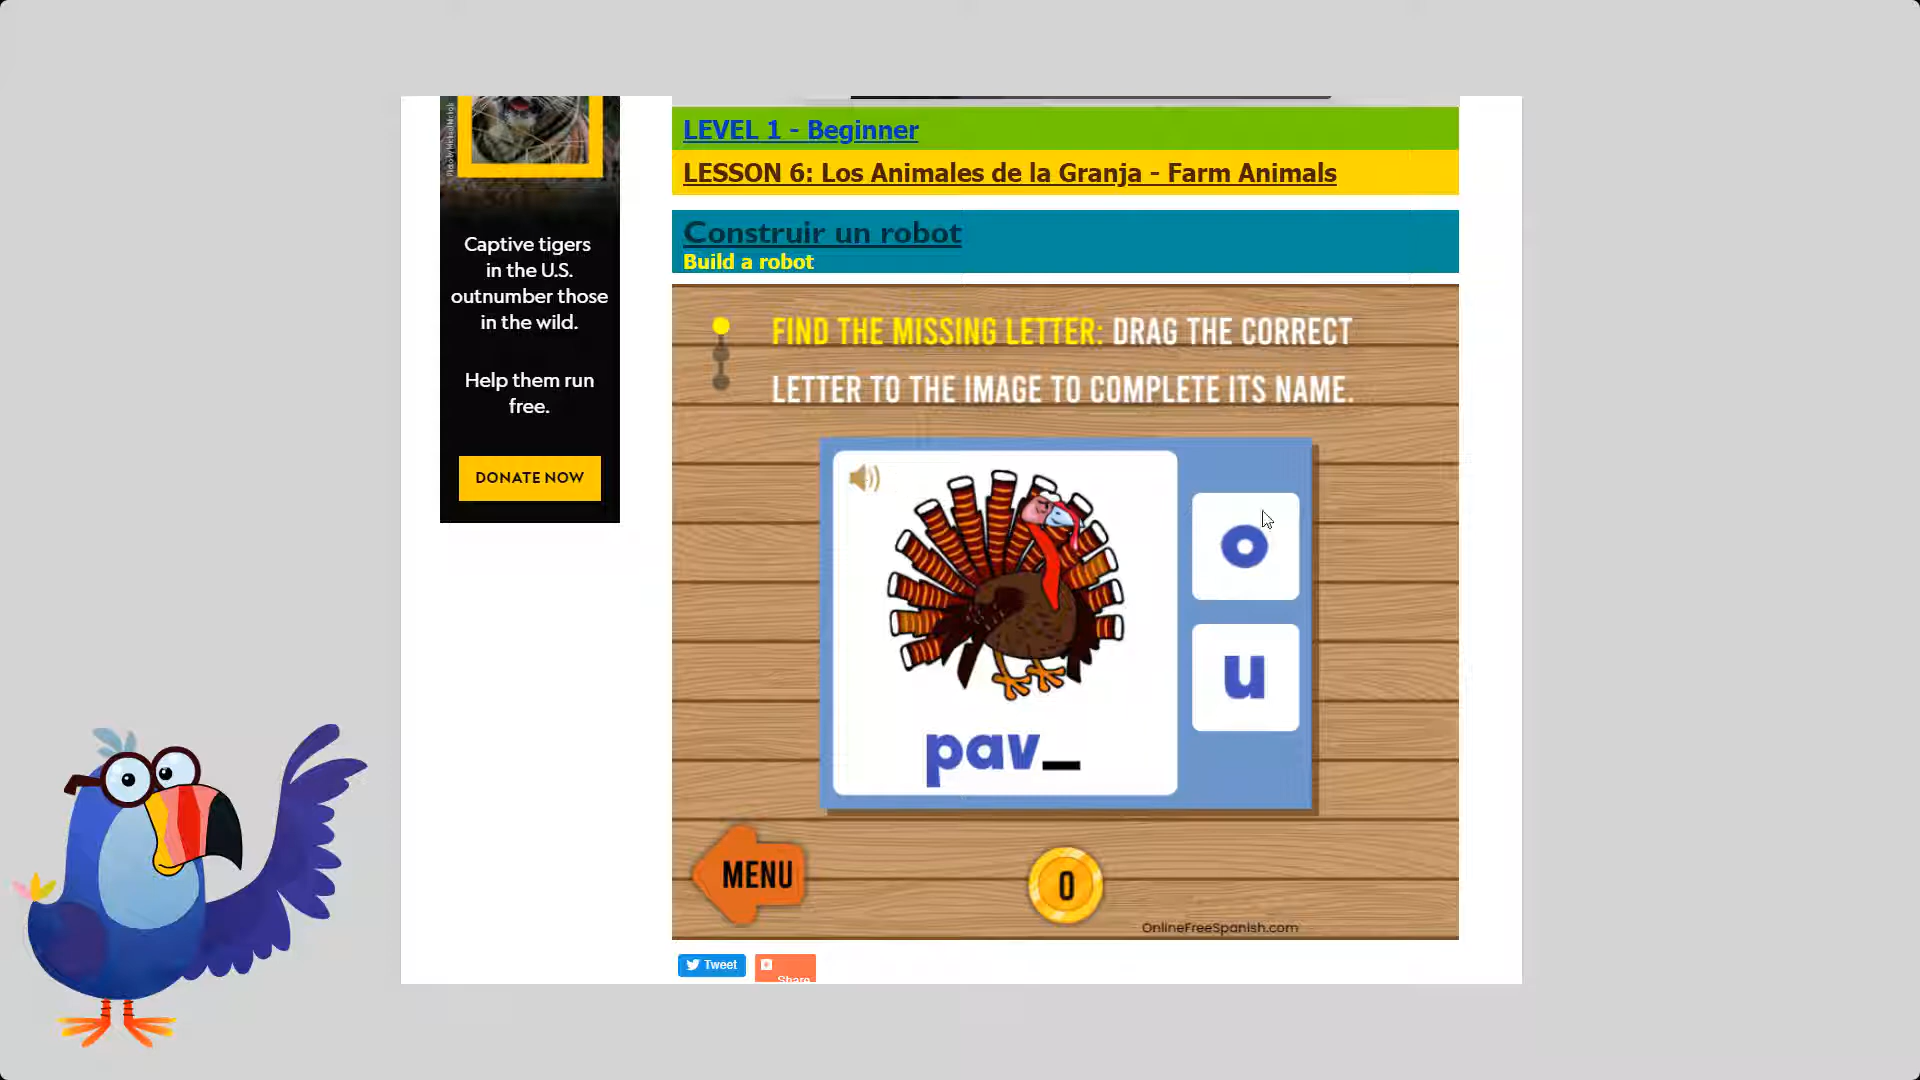 Captive tigers
in the U.S.
outnumber those
in the wild.
Help them run
free.
DONATE NOW
LEVEL 1 - Beginner
LESSON 6: Los Animales de la Granja - Farm Animals
Construir un robot
Build a robot
FIND THE MISSING LETTER: DRAG THE CORRECT
LETTER TO THE IMAGE TO COMPLETE ITS NAME.
o
u
pav_
MENU
0
OnlineFreeSpanish.com
Tweet
Share